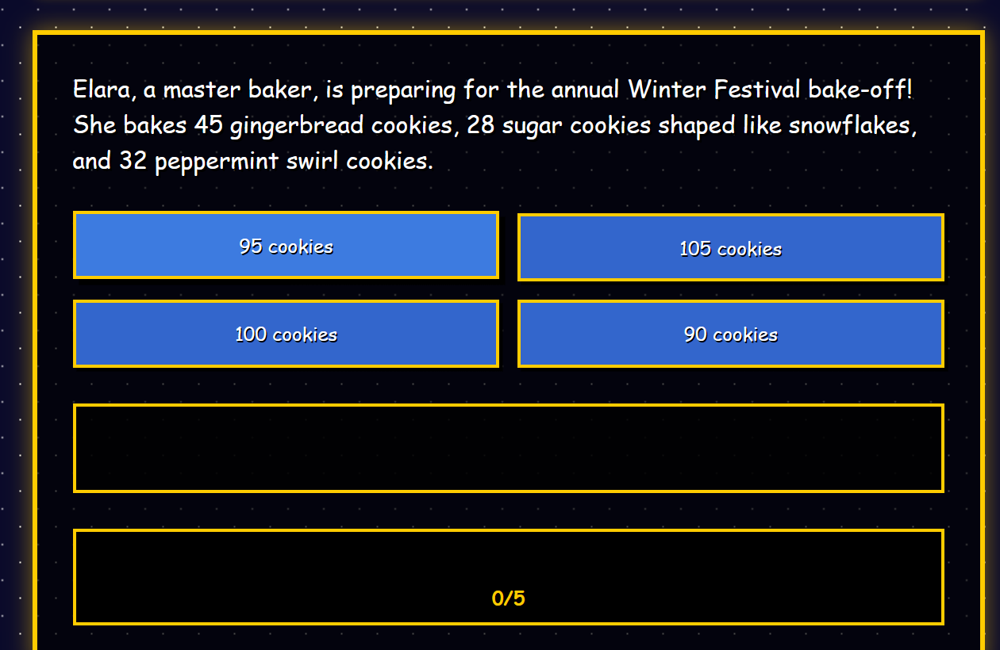 Elara, a master baker, is preparing for the annual Winter Festival bake-off!
She bakes 45 gingerbread cookies, 28 sugar cookies shaped like snowflakes,
and 32 peppermint swirl cookies.
95 cookies
105 cookies
100 cookies
90 cookies
0/5